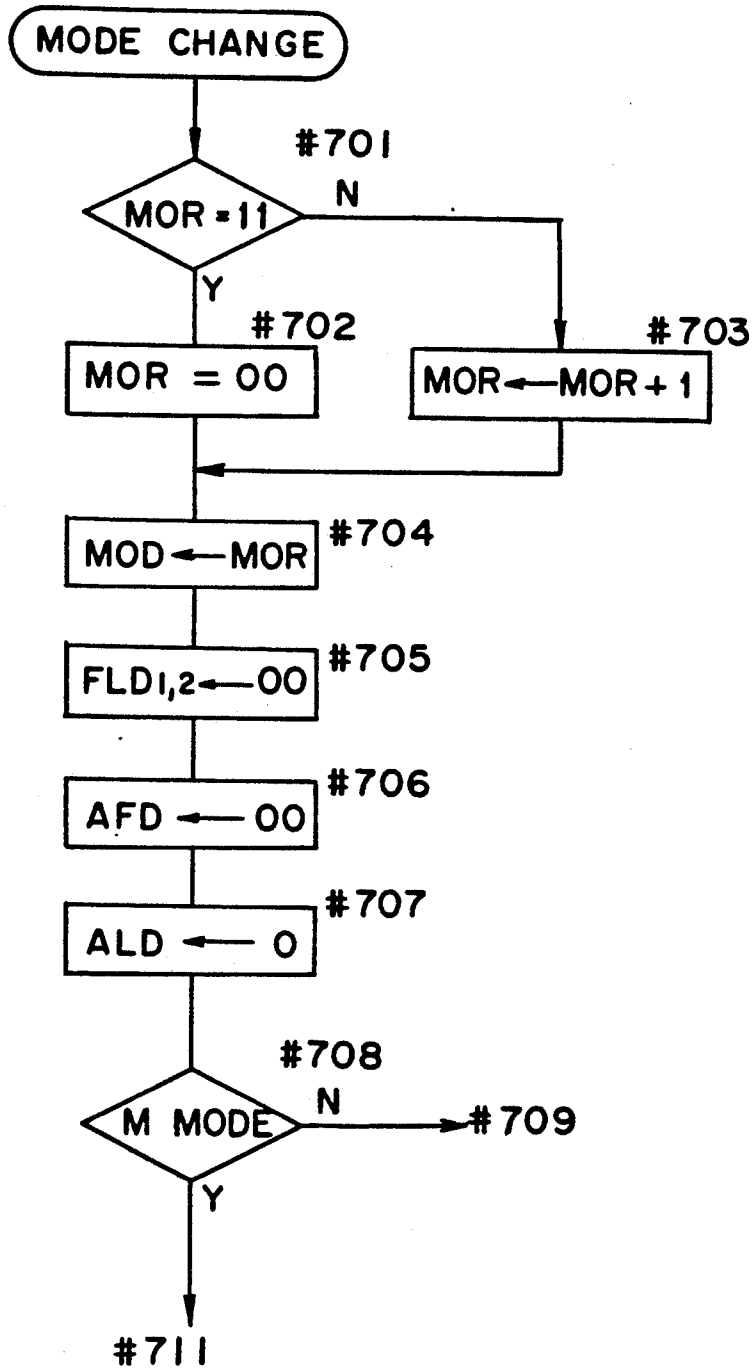 MODE CHANGE
#701
MOR = 11
N
Y
#702
MOR = 00
#703
MOR ← MOR + 1
#704
MOD ← MOR
#705
FLD1,2 ← 00
#706
AFD ← 00
#707
ALD ← 0
#708
M MODE
N
#709
Y
#711